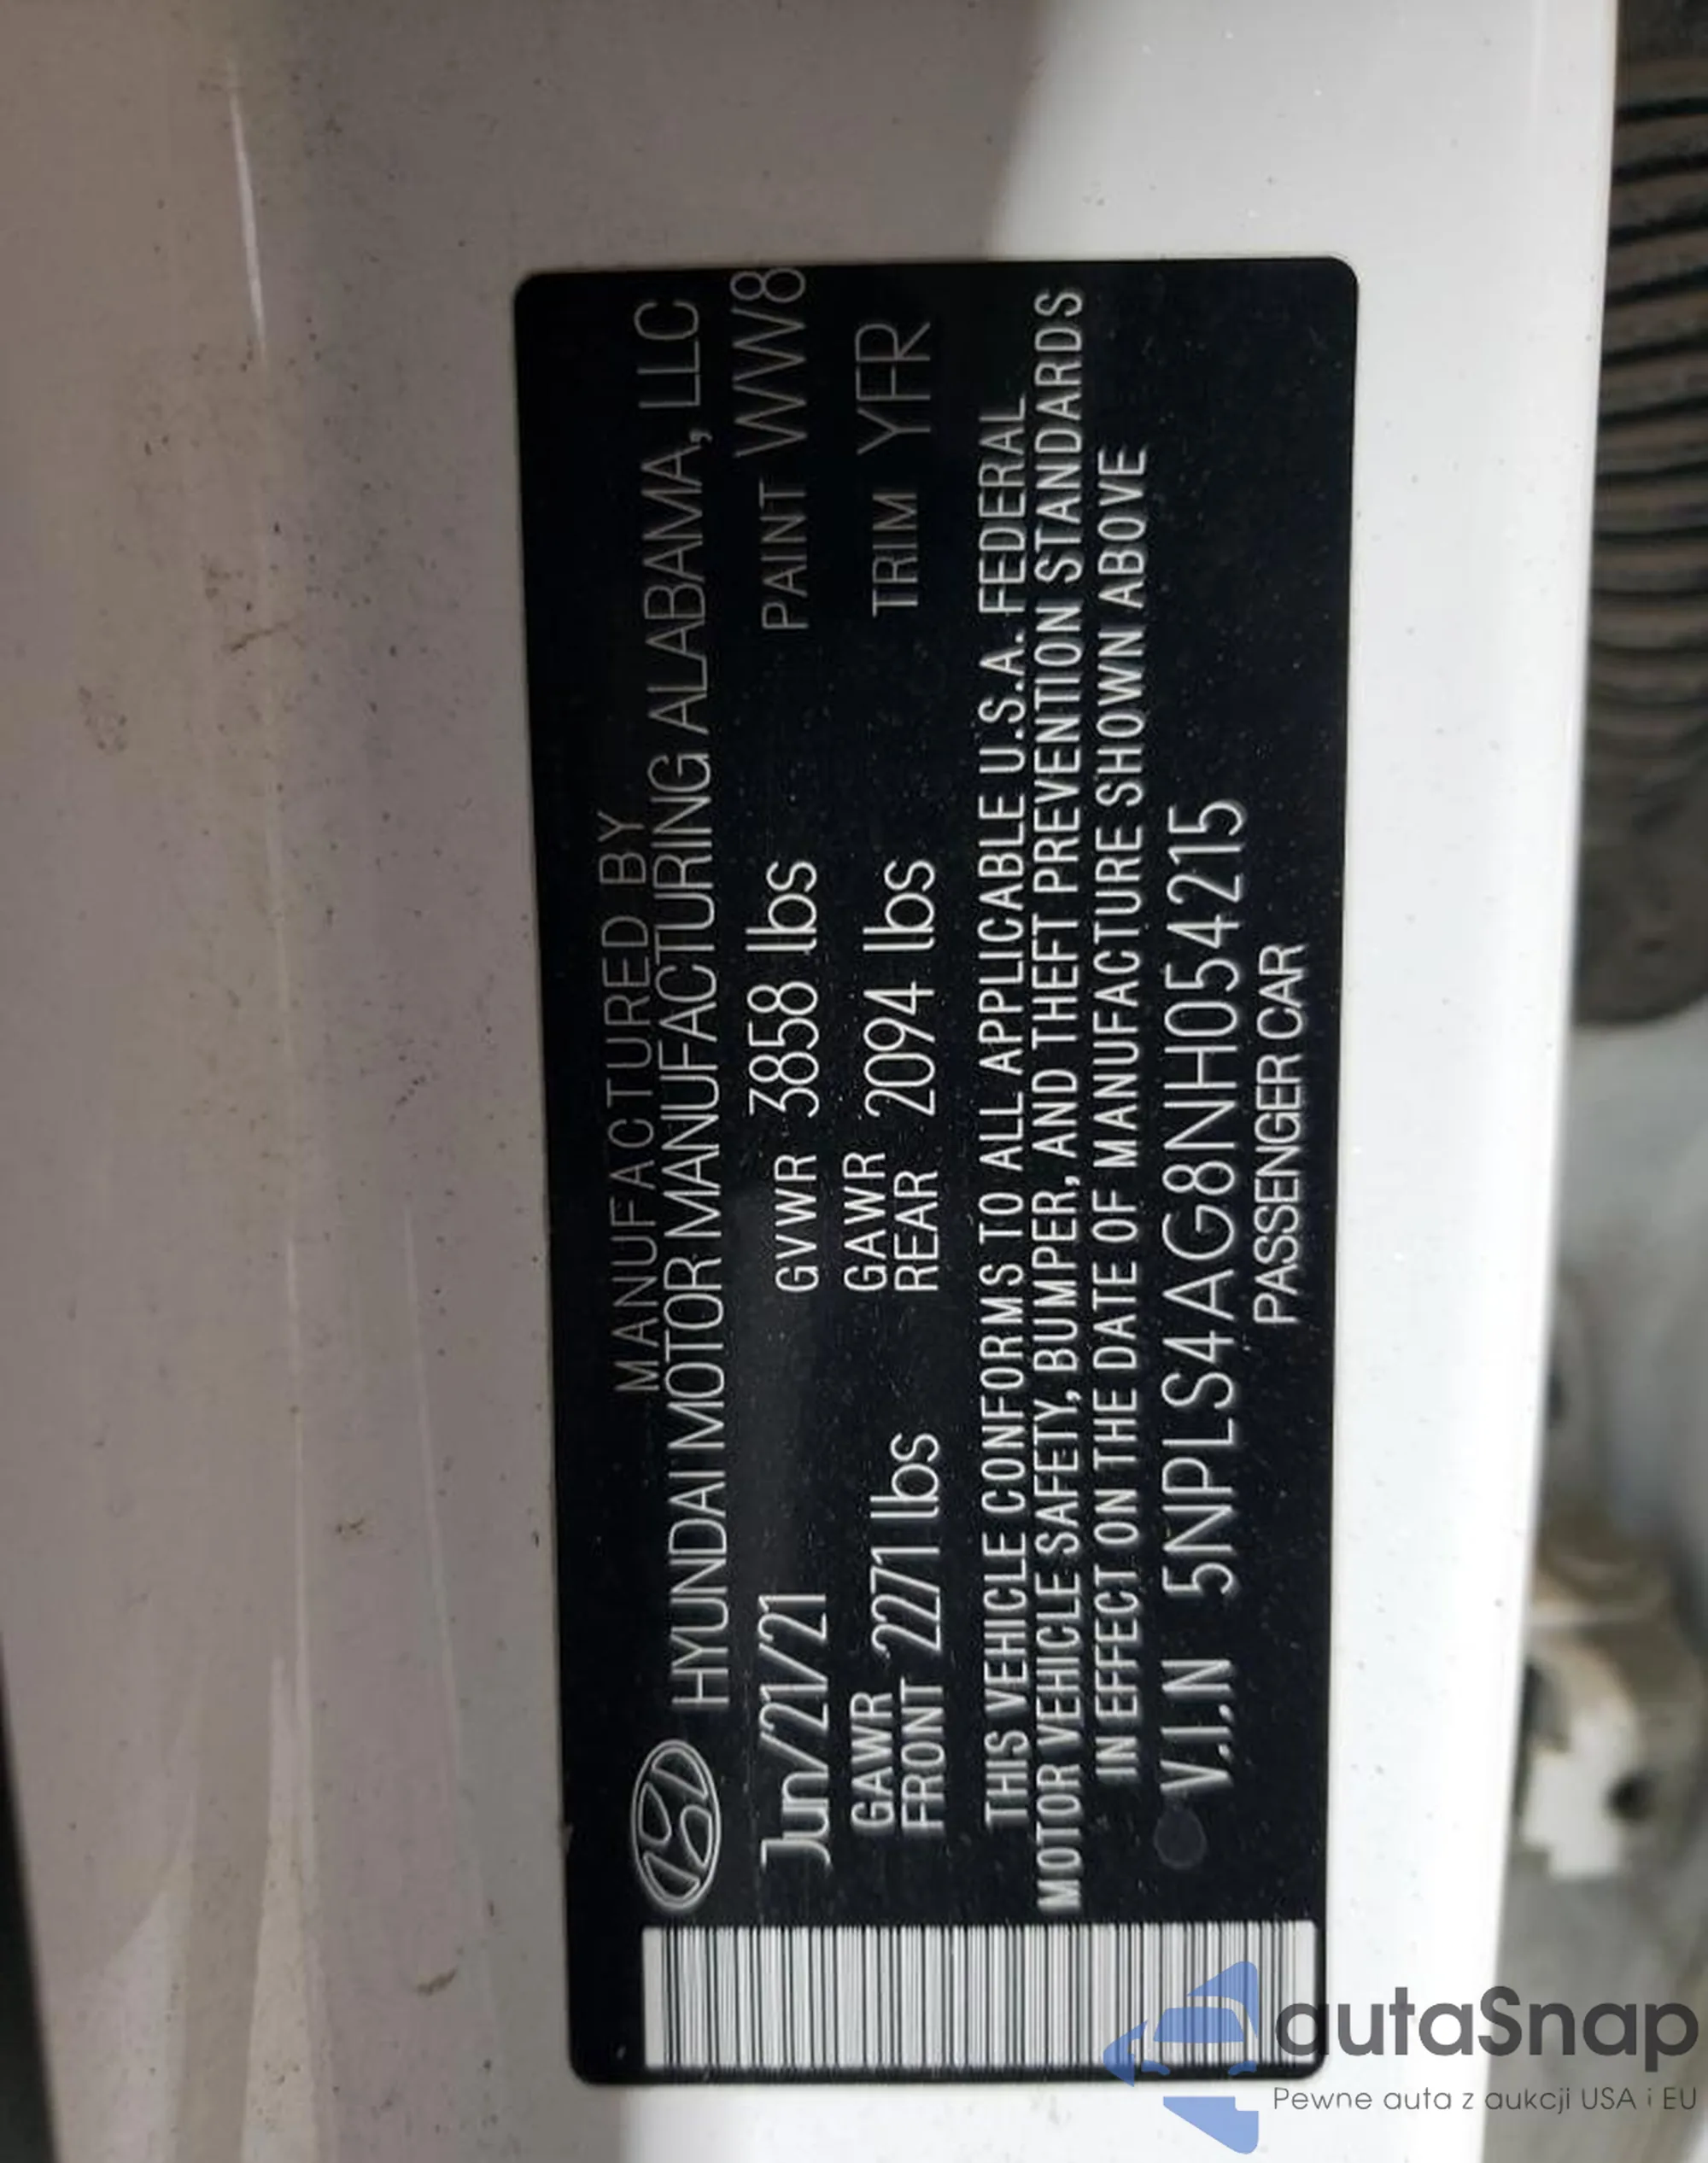 MANUFACTURED BY
HYUNDAI MOTOR MANUFACTURING ALABAMA, LLC
Jun/21/21 GVWR 3858 lbs PAINT WW8
GAWR FRONT 2271 lbs GAWR REAR 2094 lbs TRIM YFR
THIS VEHICLE CONFORMS TO ALL APPLICABLE U.S.A. FEDERAL
MOTOR VEHICLE SAFETY, BUMPER, AND THEFT PREVENTION STANDARDS
IN EFFECT ON THE DATE OF MANUFACTURE SHOWN ABOVE
V.I.N 5NPLS4AG8NH054215
PASSENGER CAR
autaSnap
Pewne auta z aukcji USA i EU